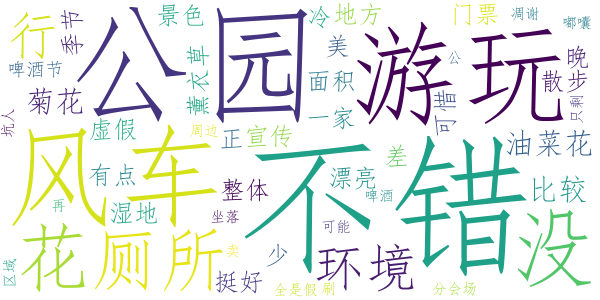 行
季节
啤酒节
菊花
坑人
公园
景色
薰衣草
虚假
周边
冷
地方
美
面积
一家
正
宣传
游玩
门票
凋谢
嘟囔
公
可惜
散步
晚
只剩
油菜花
风车
不错
有点
湿地
再
坐落
整体
漂亮
啤酒
差
比较
没
花
厕所
区域
卖
挺好
少
可能
环境
全是假
刷
分会场